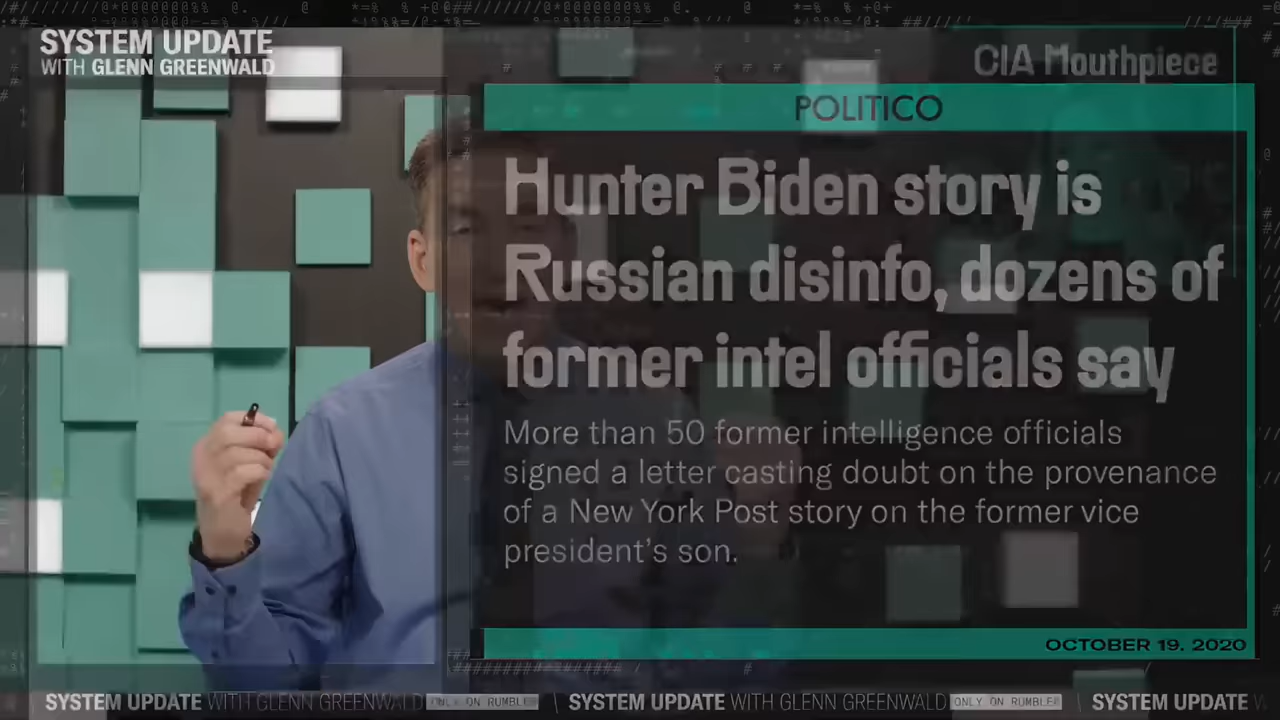 SYSTEM UPDATE
WITH GLENN GREENWALD
CIA Mouthpiece
POLITICO
Hunter Biden story is
Russian disinfo, dozens of
former intel officials say
More than 50 former intelligence officials
signed a letter casting doubt on the provenance
of a New York Post story on the former vice
president's son.
OCTOBER 19, 2020
SYSTEM UPDATE WITH GLENN GREENWALD ONLY ON RUMBLE \ SYSTEM UPDATE WITH GLENN GREENWALD ONLY ON RUMBLE \ SYSTEM UPDATE